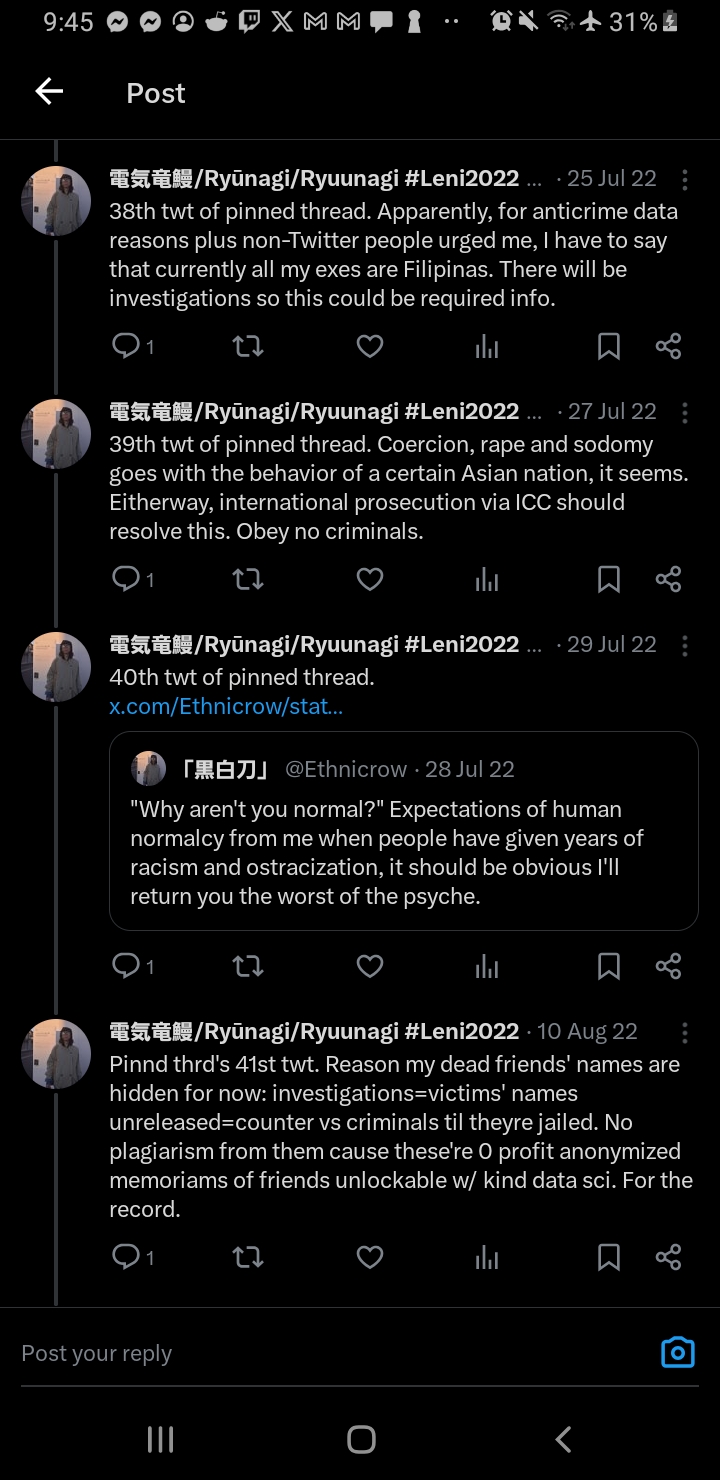 9:45
31%
Post
電気竜鰻/Ryūnagi/Ryuunagi #Leni2022 ... · 25 Jul 22
38th twt of pinned thread. Apparently, for anticrime data
reasons plus non-Twitter people urged me, I have to say
that currently all my exes are Filipinas. There will be
investigations so this could be required info.
1
電気竜鰻/Ryūnagi/Ryuunagi #Leni2022 ... · 27 Jul 22
39th twt of pinned thread. Coercion, rape and sodomy
goes with the behavior of a certain Asian nation, it seems.
Eitherway, international prosecution via ICC should
resolve this. Obey no criminals.
1
電気竜鰻/Ryūnagi/Ryuunagi #Leni2022 ... · 29 Jul 22
40th twt of pinned thread.
x.com/Ethnicrow/stat...
「黒白刀」 @Ethnicrow · 28 Jul 22
"Why aren't you normal?" Expectations of human
normalcy from me when people have given years of
racism and ostracization, it should be obvious I'll
return you the worst of the psyche.
1
電気竜鰻/Ryūnagi/Ryuunagi #Leni2022 · 10 Aug 22
Pinnd thrd's 41st twt. Reason my dead friends' names are
hidden for now: investigations=victims' names
unreleased=counter vs criminals til theyre jailed. No
plagiarism from them cause these're 0 profit anonymized
memoriams of friends unlockable w/ kind data sci. For the
record.
1
Post your reply